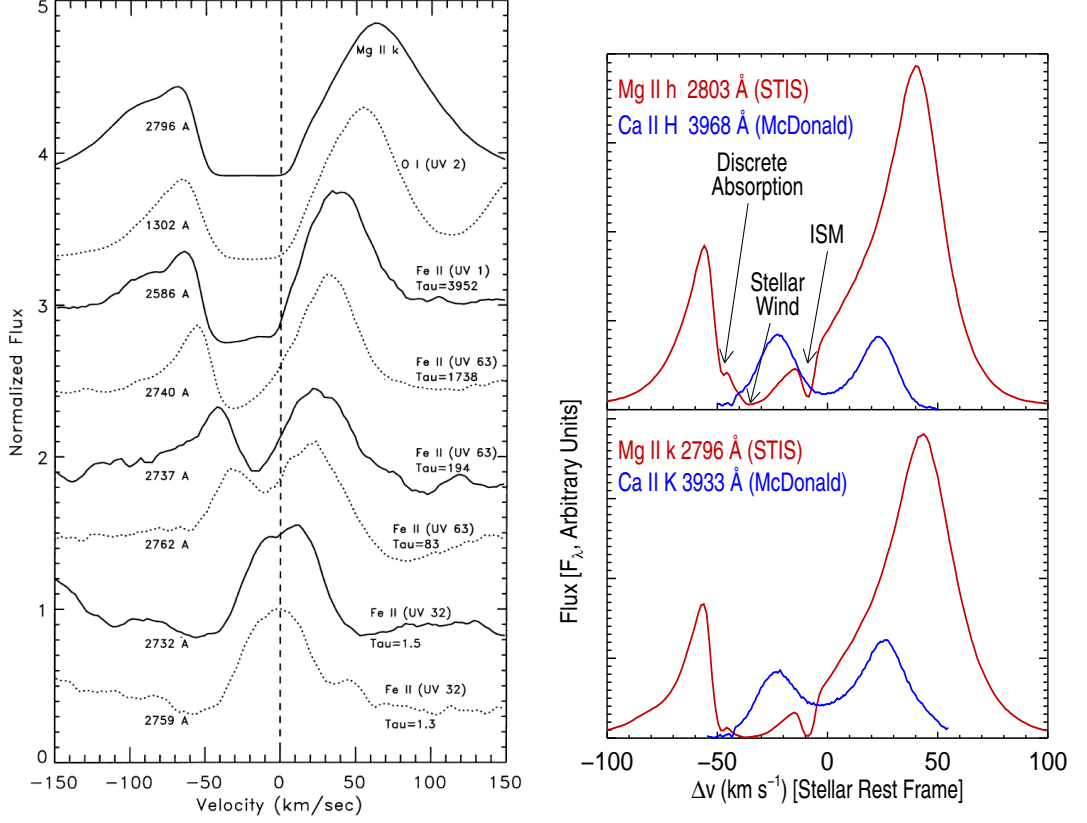 5
4
3
2
1
0
Normalized Flux
Mg II k
2796 A
O I (UV 2)
1302 A
Fe II (UV 1)
Tau=3952
2586 A
Fe II (UV 63)
Tau=1738
2740 A
Fe II (UV 63)
Tau=194
2737 A
Fe II (UV 63)
Tau=83
2762 A
Fe II (UV 32)
Tau=1.5
2732 A
Fe II (UV 32)
Tau=1.3
2759 A
−150 −100 −50 0 50 100 150
Velocity (km/sec)
Mg II h 2803 Å (STIS)
Ca II H 3968 Å (McDonald)
Discrete
Absorption
ISM
Stellar
Wind
Mg II k 2796 Å (STIS)
Ca II K 3933 Å (McDonald)
Flux [Fλ, Arbitrary Units]
−100 −50 0 50 100
Δv (km s⁻¹) [Stellar Rest Frame]